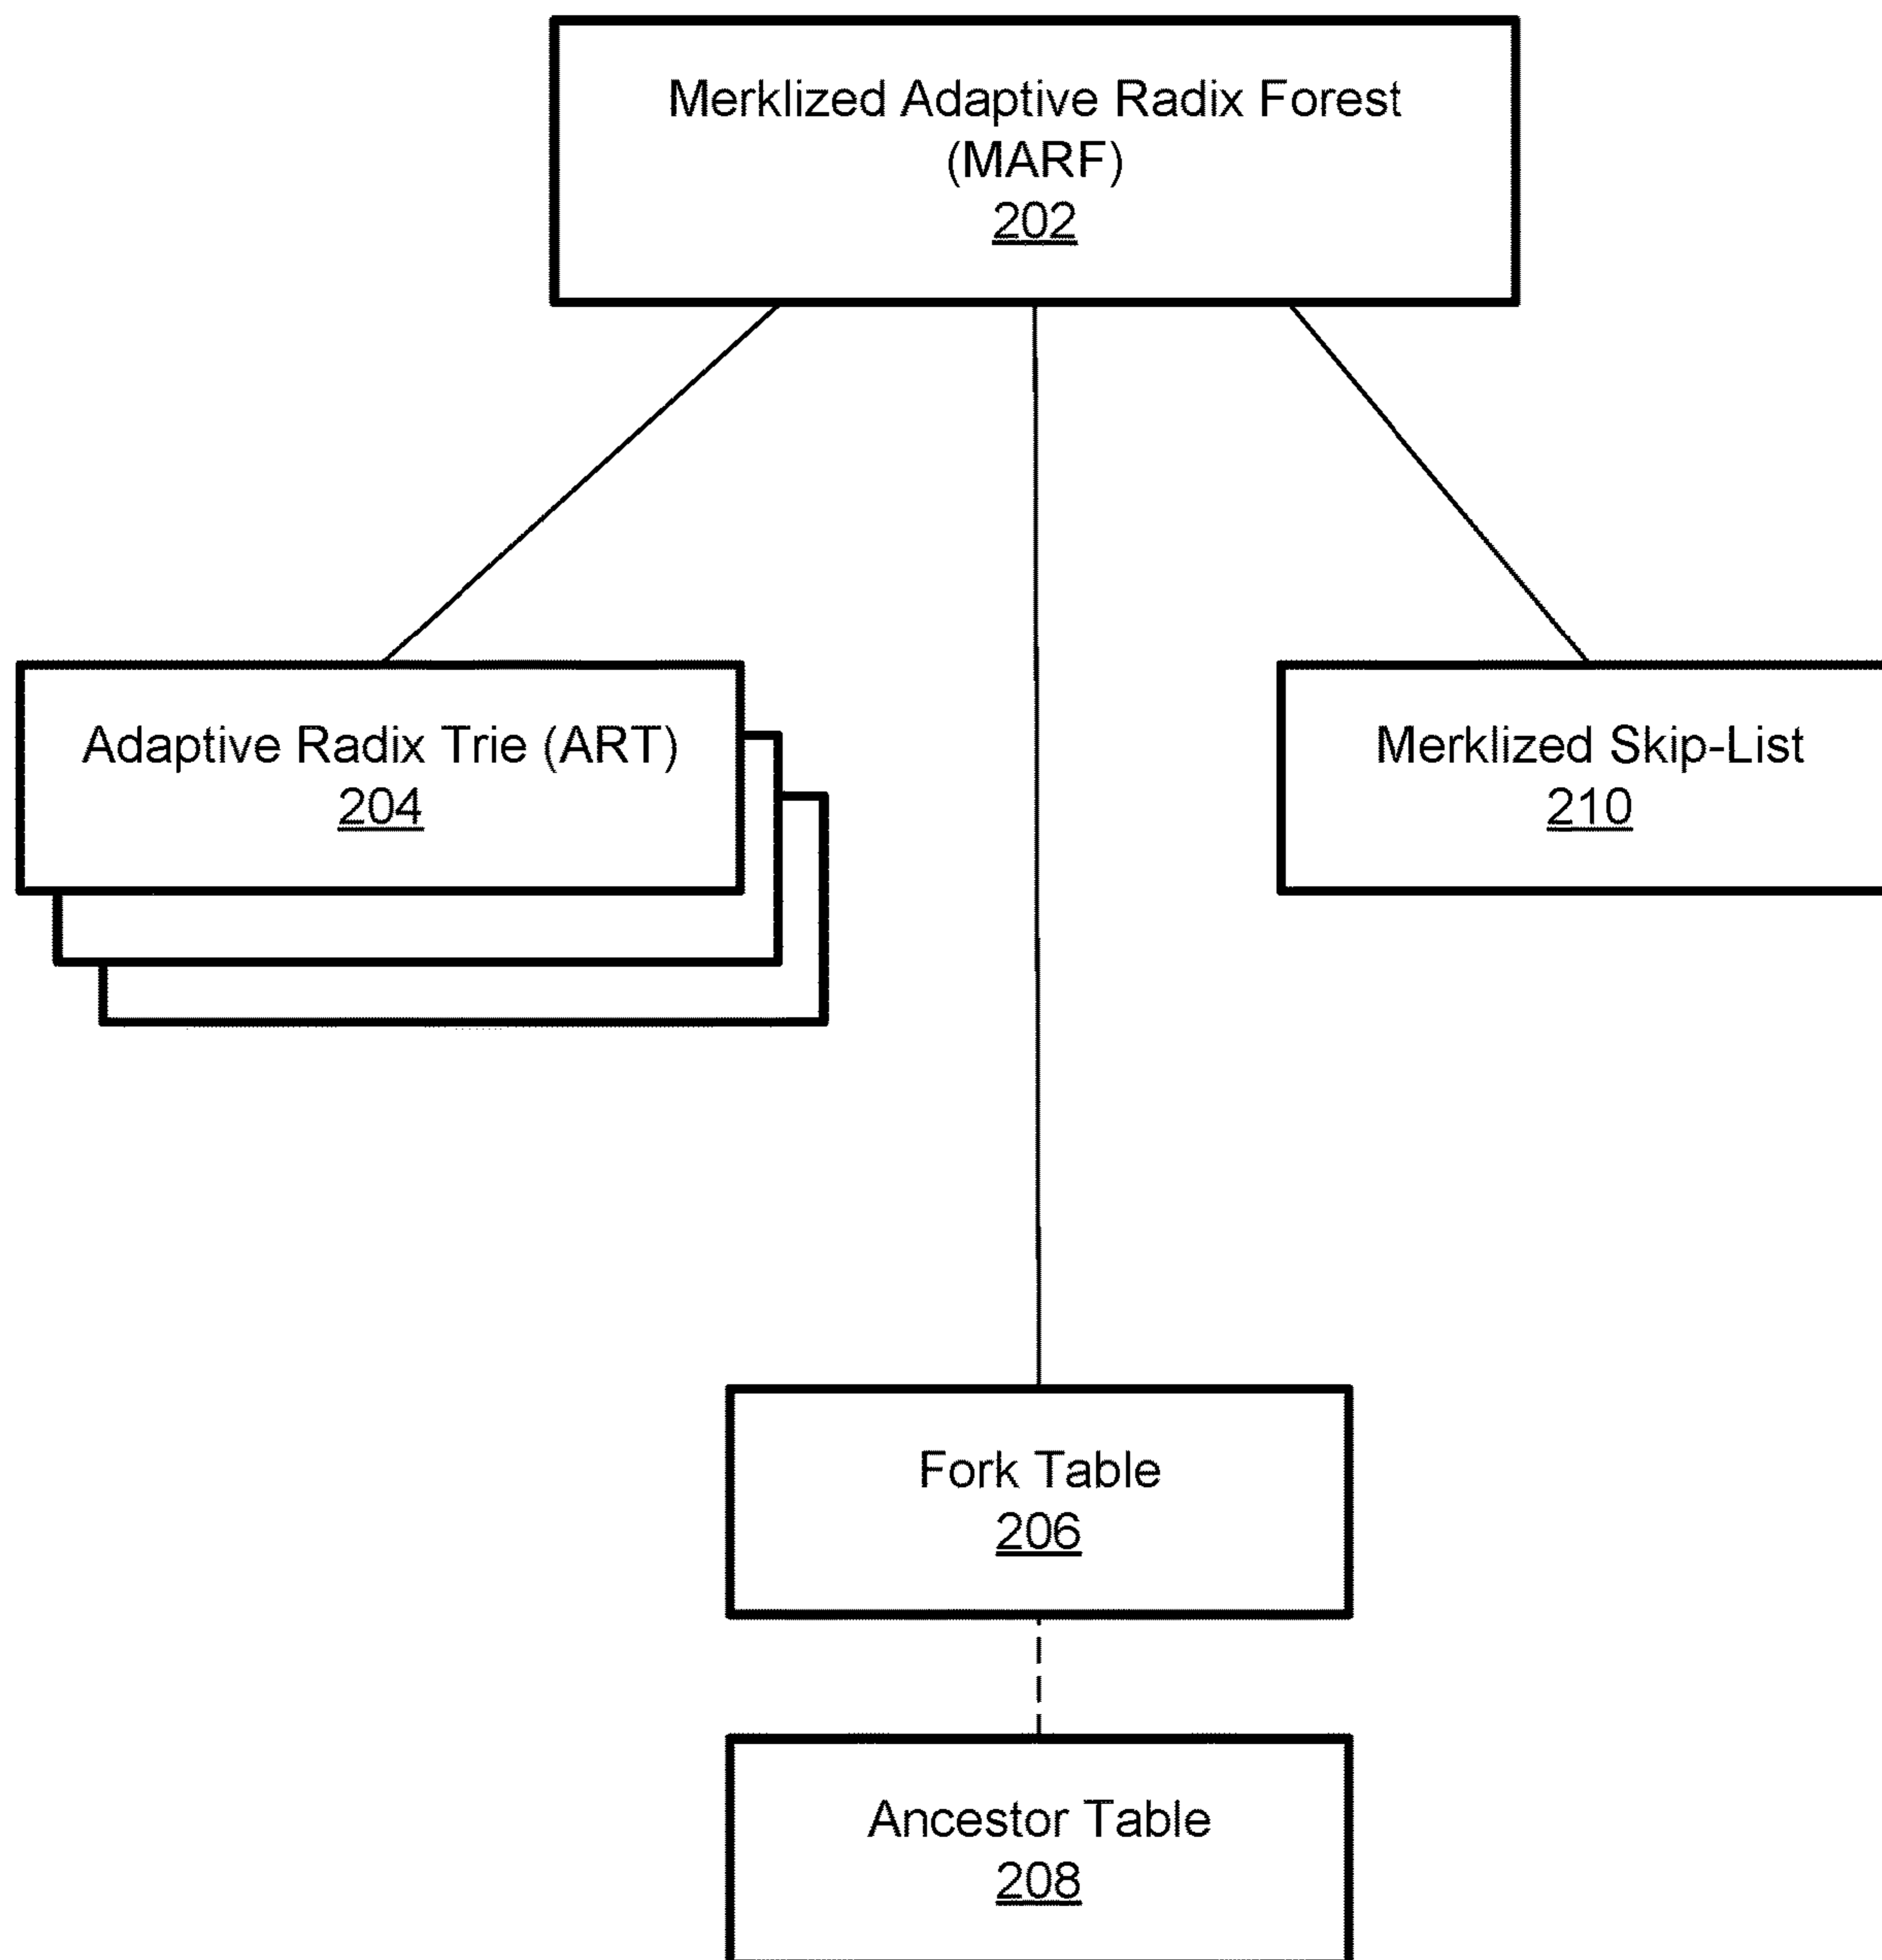 Merklized Adaptive Radix Forest
(MARF)
202
Adaptive Radix Trie (ART)
204
Merklized Skip-List
210
Fork Table
206
Ancestor Table
208